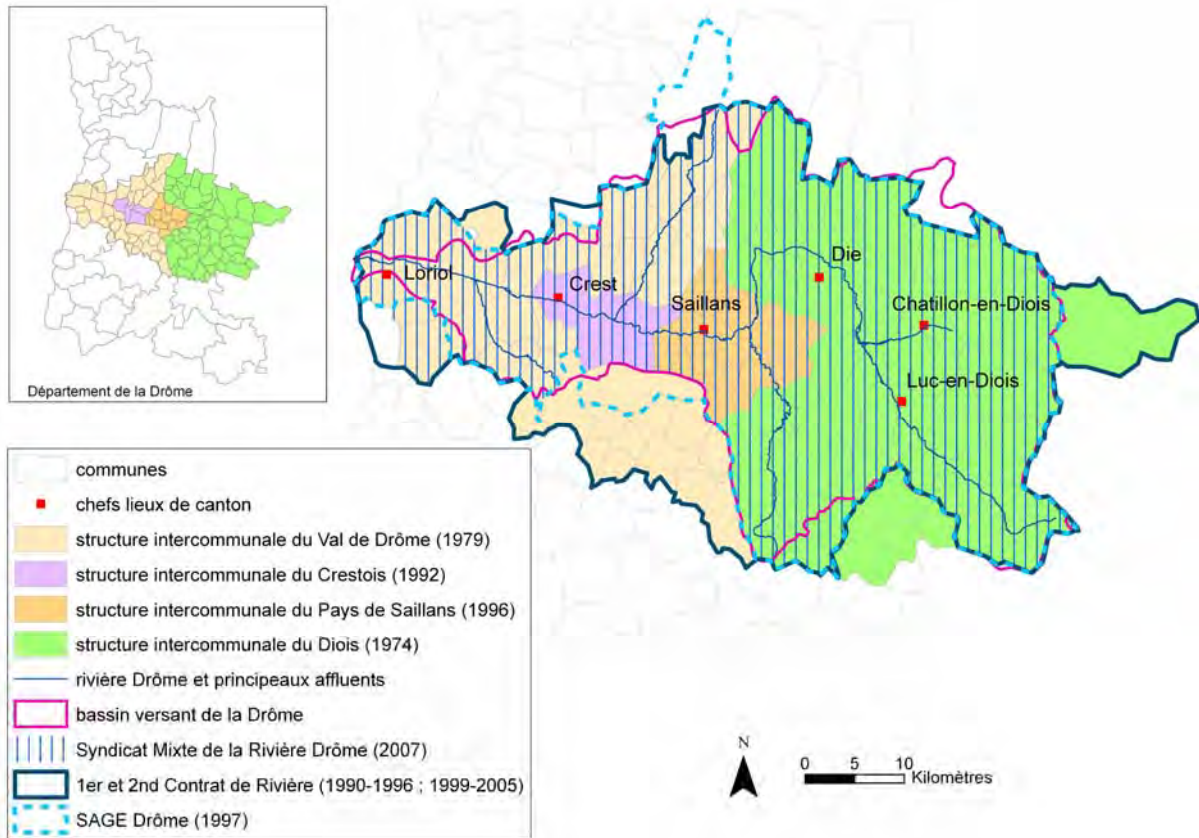 Département de la Drôme
Loriol
Crest
Saillans
Die
Chatillon-en-Diois
Luc-en-Diois
communes
chefs lieux de canton
structure intercommunale du Val de Drôme (1979)
structure intercommunale du Crestois (1992)
structure intercommunale du Pays de Saillans (1996)
structure intercommunale du Diois (1974)
rivière Drôme et principeaux affluents
bassin versant de la Drôme
Syndicat Mixte de la Rivière Drôme (2007)
1er et 2nd Contrat de Rivière (1990-1996 ; 1999-2005)
SAGE Drôme (1997)
N
0 5 10
Kilomètres